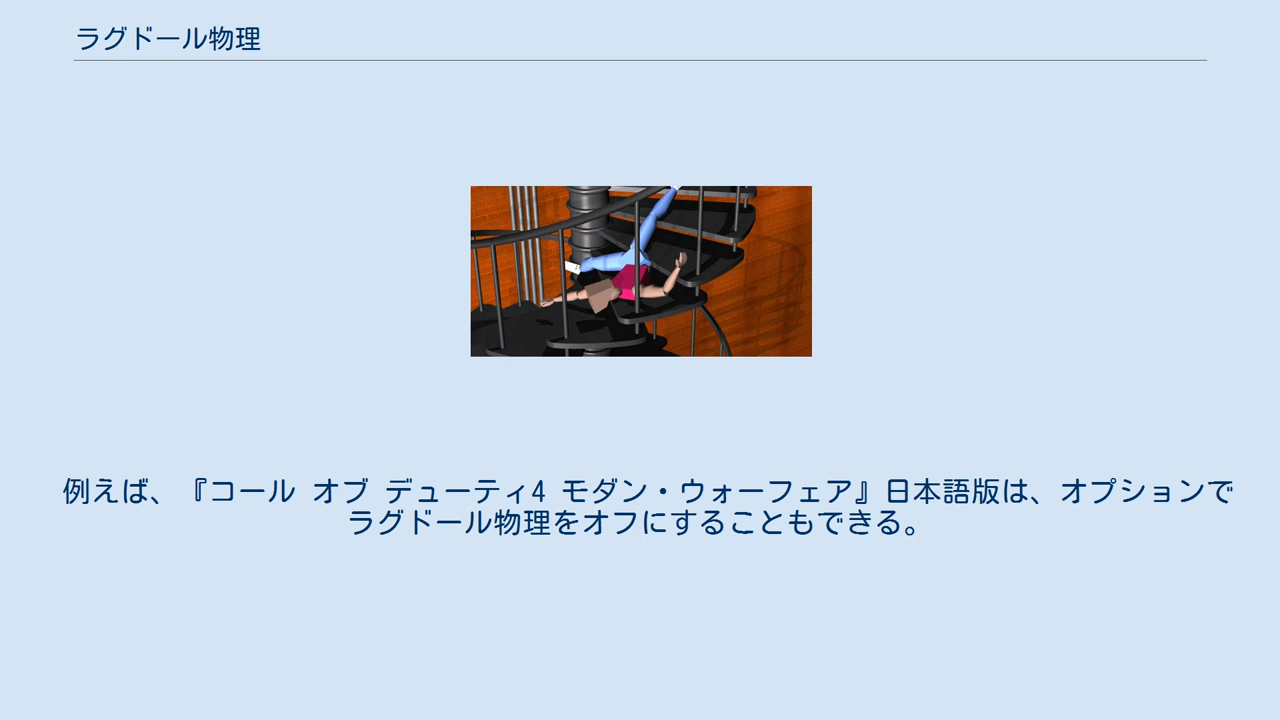 ラグドール物理
例えば、『コール オブ デューティ4 モダン・ウォーフェア』日本語版は、オプションで
ラグドール物理をオフにすることもできる。